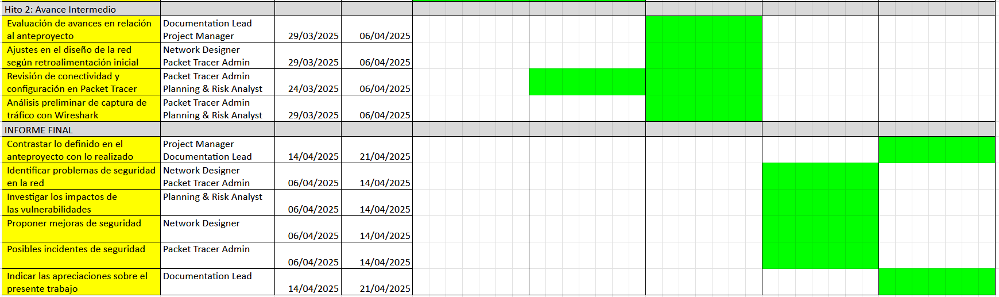 Hito 2: Avance Intermedio
Evaluación de avances en relación
al anteproyecto
Documentation Lead
Project Manager
29/03/2025
06/04/2025
Ajustes en el diseño de la red
según retroalimentación inicial
Network Designer
Packet Tracer Admin
29/03/2025
06/04/2025
Revisión de conectividad y
configuración en Packet Tracer
Packet Tracer Admin
Planning & Risk Analyst
24/03/2025
06/04/2025
Análisis preliminar de captura de
tráfico con Wireshark
Packet Tracer Admin
Planning & Risk Analyst
29/03/2025
06/04/2025
INFORME FINAL
Contrastar lo definido en el
anteproyecto con lo realizado
Project Manager
Documentation Lead
14/04/2025
21/04/2025
Identificar problemas de seguridad
en la red
Network Designer
Packet Tracer Admin
06/04/2025
14/04/2025
Investigar los impactos de
las vulnerabilidades
Planning & Risk Analyst
06/04/2025
14/04/2025
Proponer mejoras de seguridad
Network Designer
06/04/2025
14/04/2025
Posibles incidentes de seguridad
Packet Tracer Admin
06/04/2025
14/04/2025
Indicar las apreciaciones sobre el
presente trabajo
Documentation Lead
14/04/2025
21/04/2025